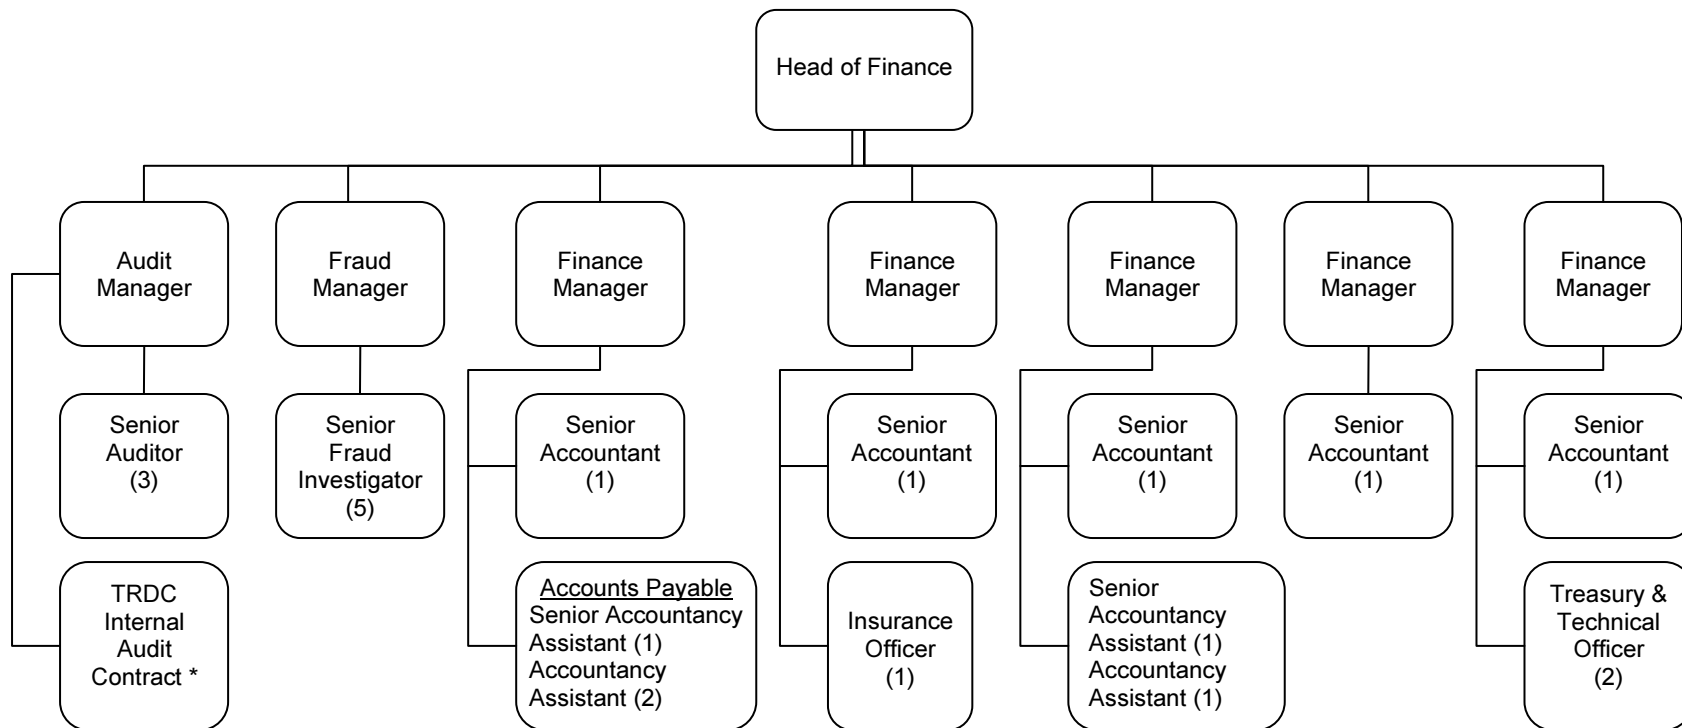 Head of Finance
Audit
Manager
Fraud
Manager
Finance
Manager
Finance
Manager
Finance
Manager
Finance
Manager
Finance
Manager
Senior
Auditor
(3)
Senior
Fraud
Investigator
(5)
Senior
Accountant
(1)
Senior
Accountant
(1)
Senior
Accountant
(1)
Senior
Accountant
(1)
Senior
Accountant
(1)
TRDC
Internal
Audit
Contract *
Accounts Payable
Senior Accountancy
Assistant (1)
Accountancy
Assistant (2)
Insurance
Officer
(1)
Senior
Accountancy
Assistant (1)
Accountancy
Assistant (1)
Treasury &
Technical
Officer
(2)